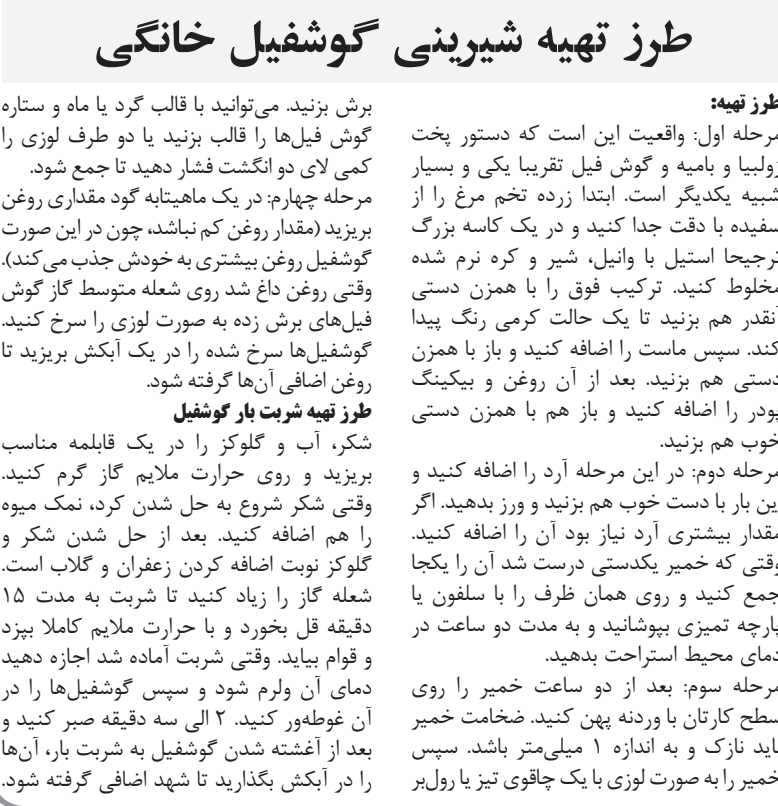 طرز تهیه شیرینی گوشفیل خانگی
طرز تهیه:
مرحله اول: واقعیت این است که دستور پخت
زولبیا و بامیه و گوش فیل تقریبا یکی و بسیار
شبیه یکدیگر است. ابتدا زرده تخم مرغ را از
سفیده با دقت جدا کنید و در یک کاسه بزرگ
ترجیحا استیل با وانیل، شیر و کره نرم شده
مخلوط کنید. ترکیب فوق را با همزن دستی
آنقدر هم بزنید تا یک حالت کرمی رنگ پیدا
کند. سپس ماست را اضافه کنید و باز با همزن
دستی هم بزنید. بعد از آن روغن و بیکینگ
پودر را اضافه کنید و باز هم با همزن دستی
خوب هم بزنید.
مرحله دوم: در این مرحله آرد را اضافه کنید و
این بار با دست خوب هم بزنید و ورز بدهید. اگر
مقدار بیشتری آرد نیاز بود آن را اضافه کنید.
وقتی که خمیر یکدستی درست شد آن را یکجا
جمع کنید و روی همان ظرف را با سلفون یا
پارچه تمیزی بپوشانید و به مدت دو ساعت در
دمای محیط استراحت بدهید.
مرحله سوم: بعد از دو ساعت خمیر را روی
سطح کارتان با وردنه پهن کنید. ضخامت خمیر
باید نازک و به اندازه ۱ میلی‌متر باشد. سپس
خمیر را به صورت لوزی با یک چاقوی تیز یا رول‌بر
برش بزنید. می‌توانید با قالب گرد یا ماه و ستاره
گوش فیل‌ها را قالب بزنید یا دو طرف لوزی را
کمی لای دو انگشت فشار دهید تا جمع شود.
مرحله چهارم: در یک ماهیتابه گود مقداری روغن
بریزید (مقدار روغن کم نباشد، چون در این صورت
گوشفیل روغن بیشتری به خودش جذب می‌کند).
وقتی روغن داغ شد روی شعله متوسط گاز گوش
فیل‌های برش زده به صورت لوزی را سرخ کنید.
گوشفیل‌ها سرخ شده را در یک آبکش بریزید تا
روغن اضافی آن‌ها گرفته شود.
طرز تهیه شربت بار گوشفیل
شکر، آب و گلوکز را در یک قابلمه مناسب
بریزید و روی حرارت ملایم گاز گرم کنید.
وقتی شکر شروع به حل شدن کرد، نمک میوه
را هم اضافه کنید. بعد از حل شدن شکر و
گلوکز نوبت اضافه کردن زعفران و گلاب است.
شعله گاز را زیاد کنید تا شربت به مدت ۱۵
دقیقه قل بخورد و با حرارت ملایم کاملا بپزد
و قوام بیاید. وقتی شربت آماده شد اجازه دهید
دمای آن ولرم شود و سپس گوشفیل‌ها را در
آن غوطه‌ور کنید. ۲ الی سه دقیقه صبر کنید و
بعد از آغشته شدن گوشفیل به شربت بار، آن‌ها
را در آبکش بگذارید تا شهد اضافی گرفته شود.